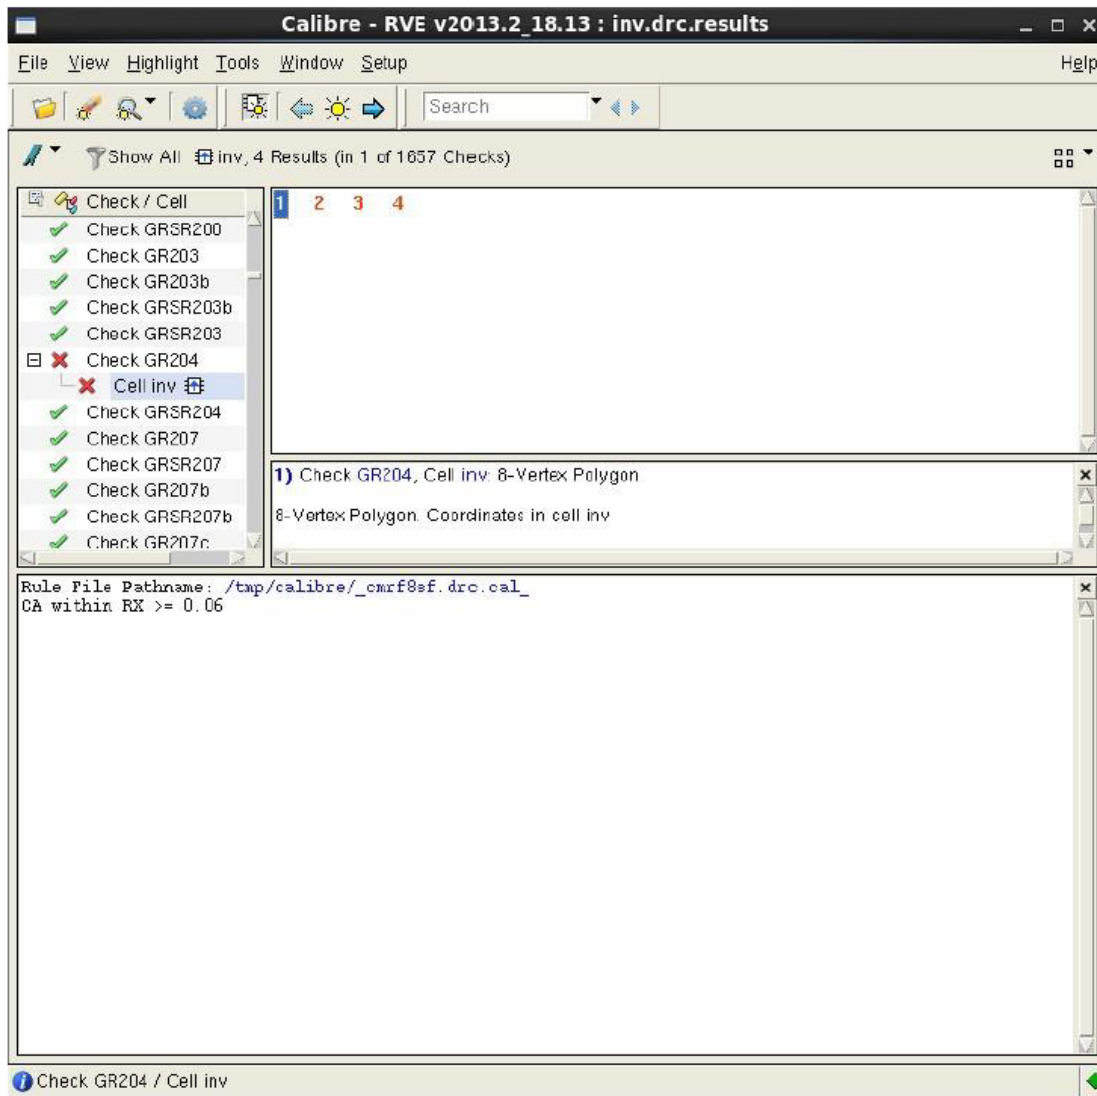 Calibre - RVE v2013.2_18.13 : inv.drc.results
File View Highlight Tools Window Setup Help
Search
Show All inv, 4 Results (in 1 of 1657 Checks)
Check / Cell
Check GRSR200
Check GR203
Check GR203b
Check GRSR203b
Check GRSR203
Check GR204
Cell inv
Check GRSR204
Check GR207
Check GRSR207
Check GR207b
Check GRSR207b
Check GR207c
1 2 3 4
1) Check GR204, Cell inv: 8-Vertex Polygon
8-Vertex Polygon. Coordinates in cell inv
Rule File Pathname: /tmp/calibre/_cmrf8sf.drc.cal_
CA within RX >= 0.06
Check GR204 / Cell inv